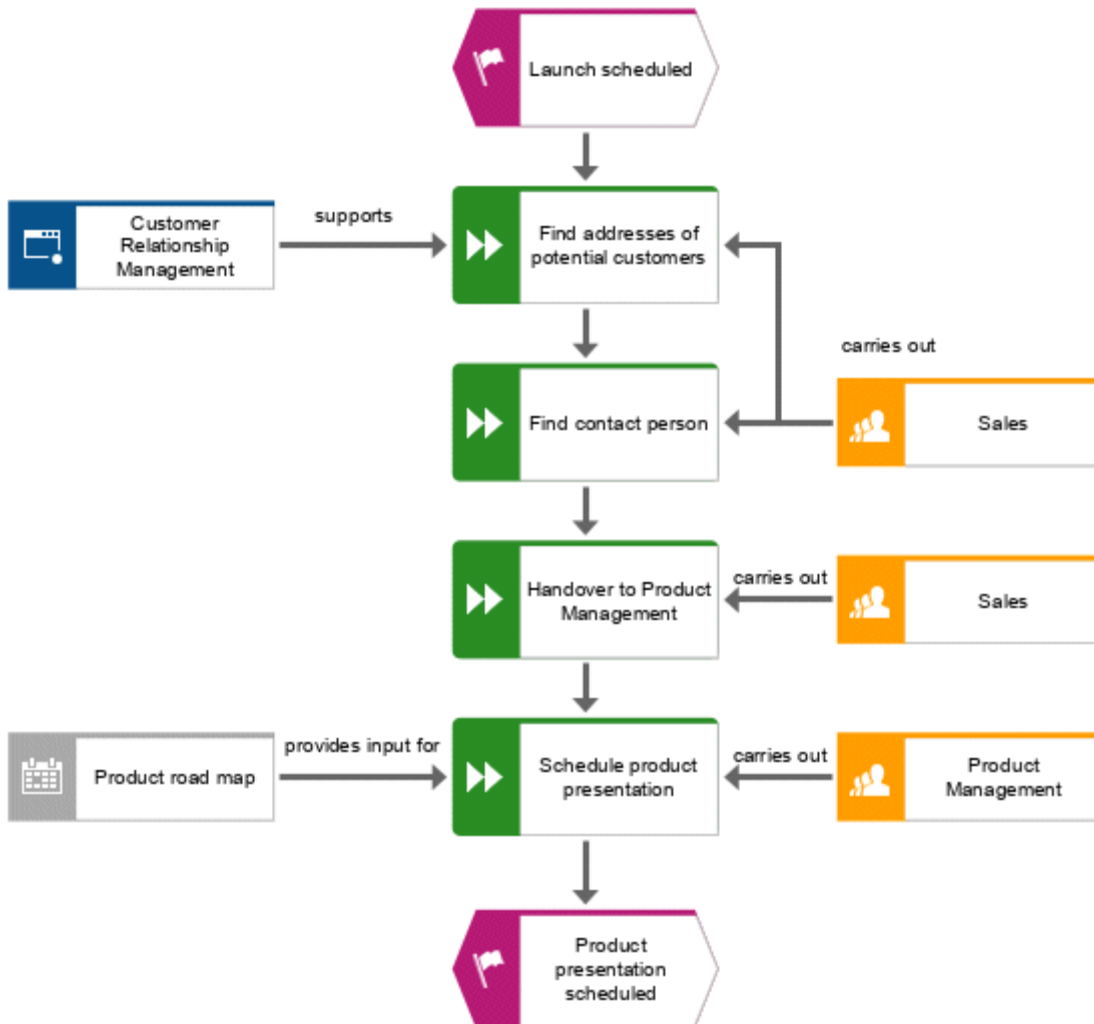 Launch scheduled
Customer
Relationship
Management
supports
Find addresses of
potential customers
carries out
Find contact person
Sales
Handover to Product
Management
carries out
Sales
Product road map
provides input for
Schedule product
presentation
carries out
Product
Management
Product
presentation
scheduled